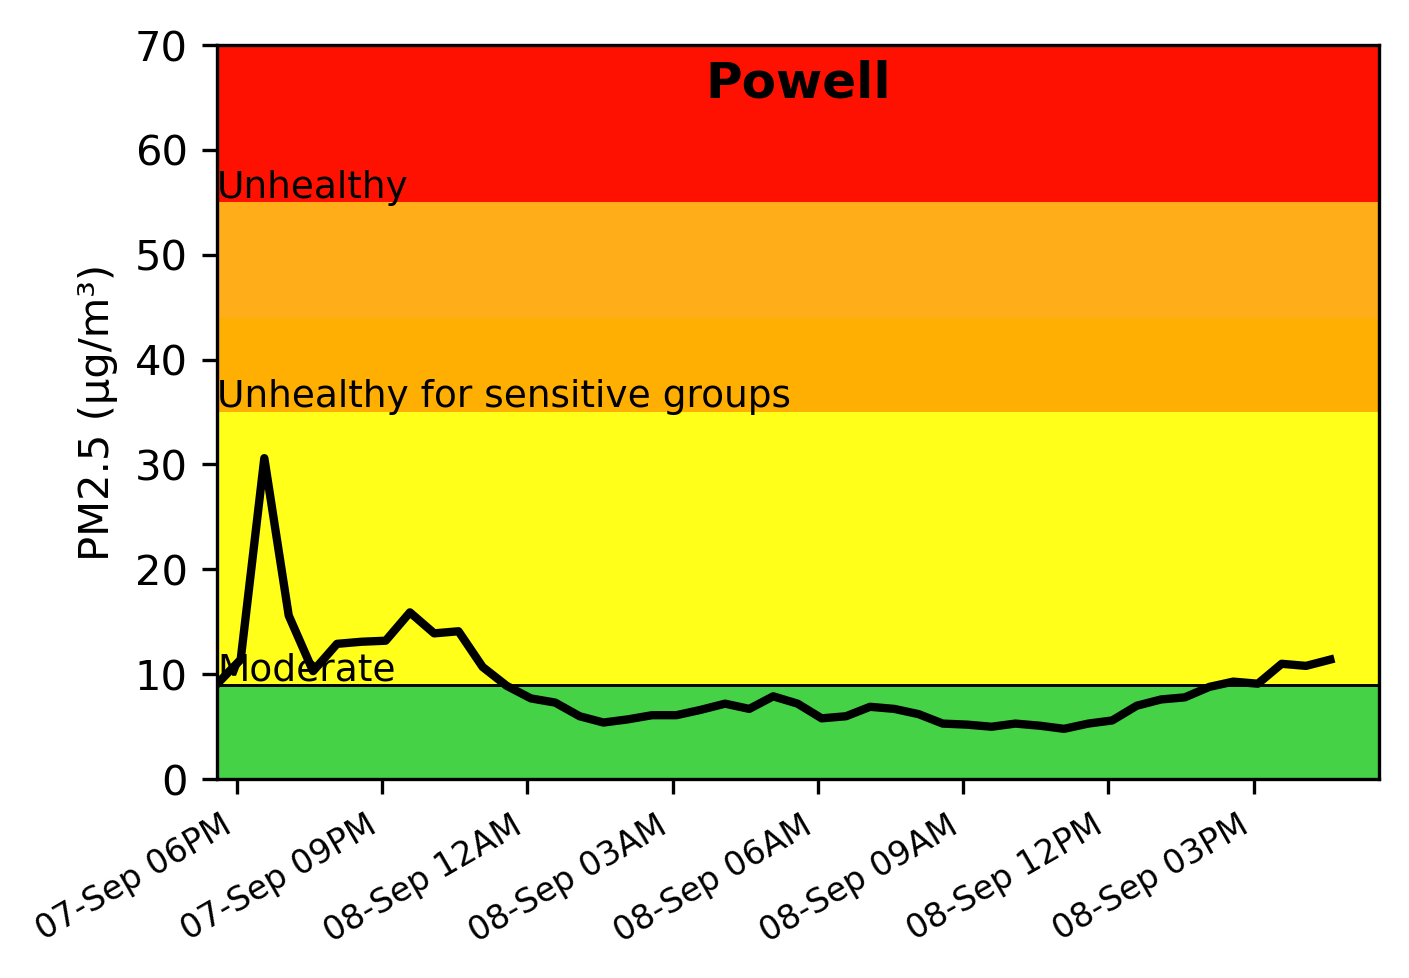 Powell
PM2.5 (µg/m³)
70
60
Unhealthy
50
40
Unhealthy for sensitive groups
30
20
10
Moderate
0
07-Sep 06PM
07-Sep 09PM
08-Sep 12AM
08-Sep 03AM
08-Sep 06AM
08-Sep 09AM
08-Sep 12PM
08-Sep 03PM